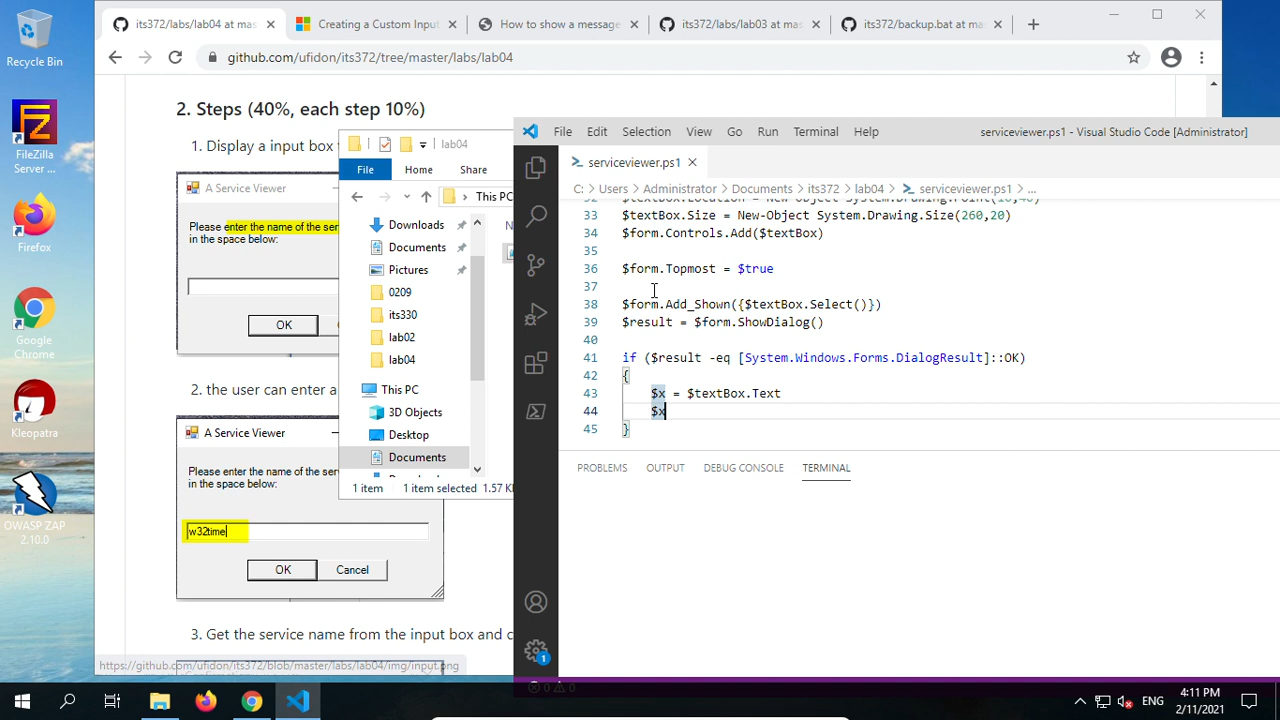 Recycle Bin
FileZilla
Server ...
Firefox
Google
Chrome
Kleopatra
OWASP ZAP
2.10.0
its372/labs/lab04 at mas
Creating a Custom Input
How to show a message
its372/labs/lab03 at mas
its372/backup.bat at ma
github.com/ufidon/its372/tree/master/labs/lab04
2. Steps (40%, each step 10%)
1. Display a input box
A Service Viewer
Please enter the name of the ser
in the space below:
OK
2. the user can enter a
A Service Viewer
Please enter the name of the ser
in the space below:
w32time
OK
Cancel
3. Get the service name from the input box and c
https://github.com/ufidon/its372/blob/master/labs/lab04/img/input.png
lab04
File
Home
Share
This PC
Downloads
Documents
Pictures
0209
its330
lab02
lab04
This PC
3D Objects
Desktop
Documents
1 item
1 item selected
1.57 K
File
Edit
Selection
View
Go
Run
Terminal
Help
serviceviewer.ps1 - Visual Studio Code [Administrator]
serviceviewer.ps1
C: > Users > Administrator > Documents > its372 > lab04 > serviceviewer.ps1 > ...
33 $textBox.Size = New-Object System.Drawing.Size(260,20)
34 $form.Controls.Add($textBox)
35
36 $form.Topmost = $true
37
38 $form.Add_Shown({$textBox.Select()})
39 $result = $form.ShowDialog()
40
41 if ($result -eq [System.Windows.Forms.DialogResult]::OK)
42 {
43 $x = $textBox.Text
44 $x
45 }
PROBLEMS
OUTPUT
DEBUG CONSOLE
TERMINAL
1
0
0
ENG
4:11 PM
2/11/2021